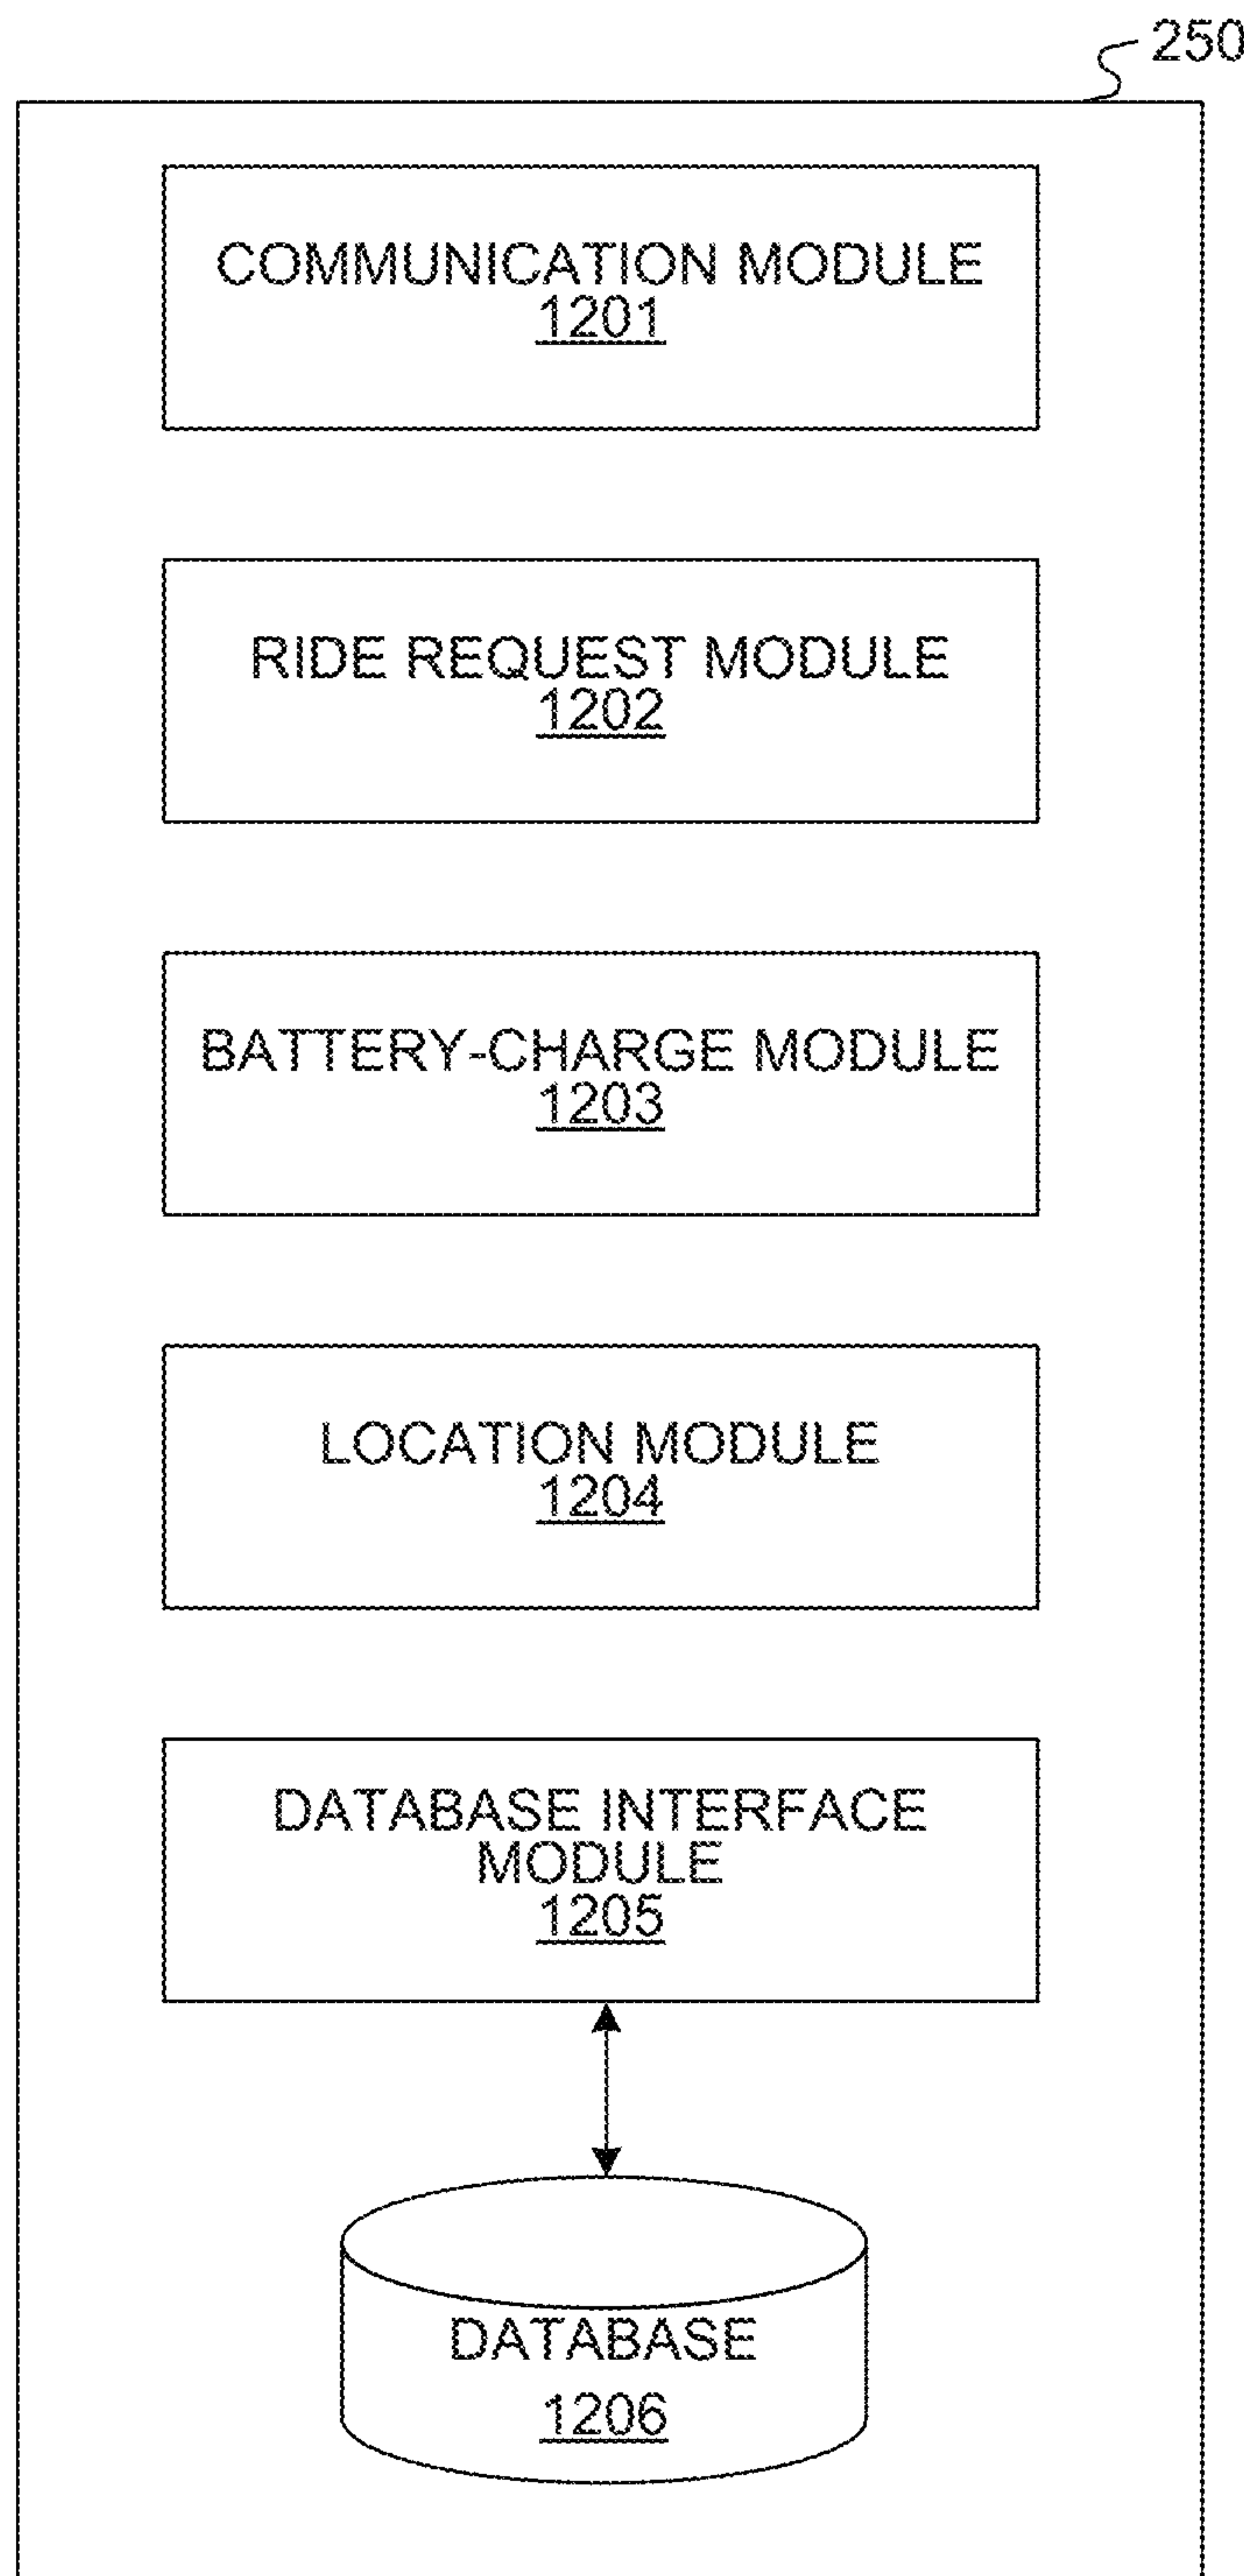 250
COMMUNICATION MODULE
1201
RIDE REQUEST MODULE
1202
BATTERY-CHARGE MODULE
1203
LOCATION MODULE
1204
DATABASE INTERFACE
MODULE
1205
DATABASE
1206